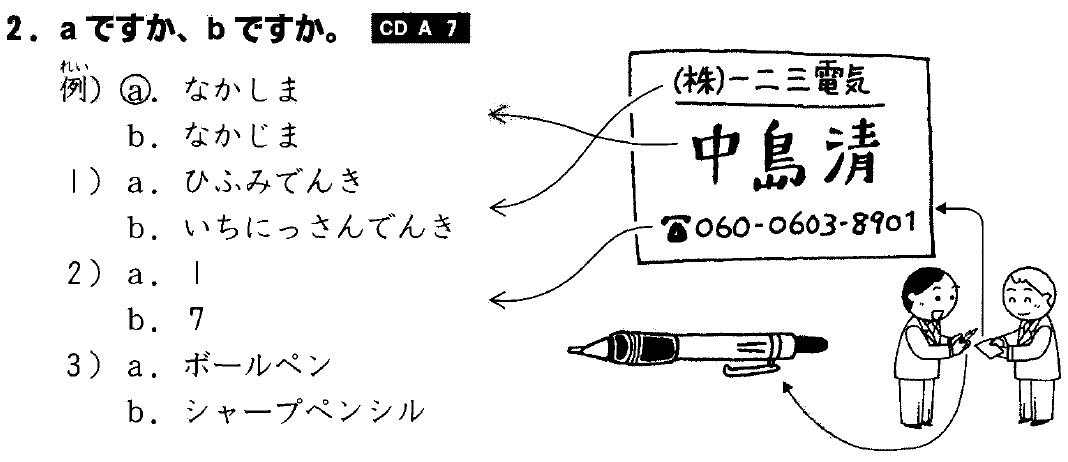 2. aですか、bですか。 CD A 7
れい
例) a. なかしま
b. なかじま
1) a. ひふみでんき
b. いちにっさんでんき
2) a. 1
b. 7
3) a. ボールペン
b. シャープペンシル
(株)一二三電気
中島清
☎060-0603-8901